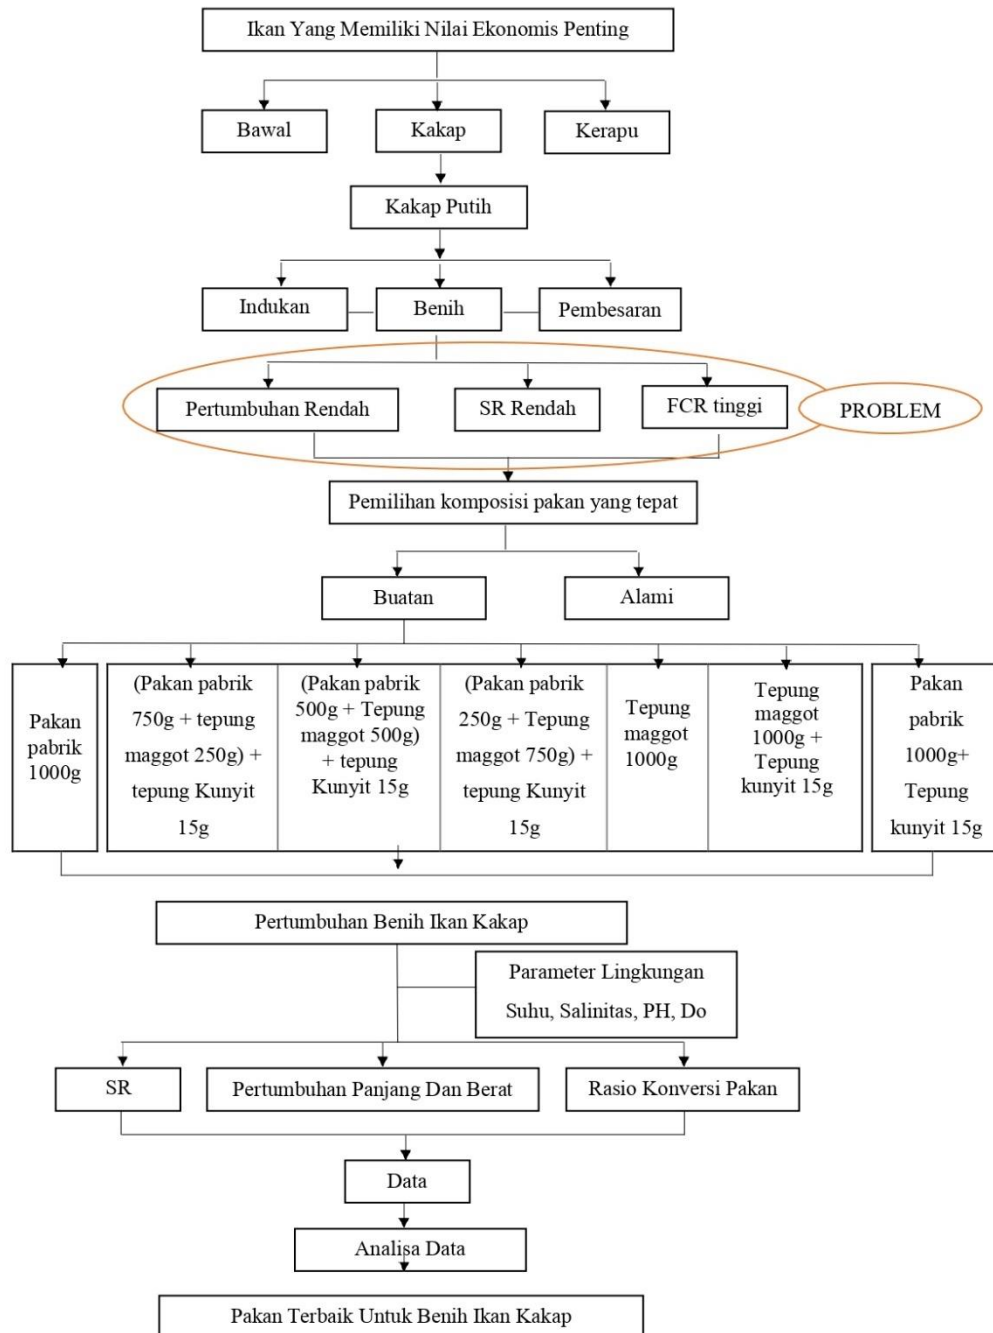 Ikan Yang Memiliki Nilai Ekonomis Penting
Bawal
Kakap
Kerapu
Kakap Putih
Indukan
Benih
Pembesaran
Pertumbuhan Rendah
SR Rendah
FCR tinggi
PROBLEM
Pemilihan komposisi pakan yang tepat
Buatan
Alami
Pakan
pabrik
1000g
(Pakan pabrik
750g + tepung
maggot 250g) +
tepung Kunyit
15g
(Pakan pabrik
500g + Tepung
maggot 500g)
+ tepung
Kunyit 15g
(Pakan pabrik
250g + Tepung
maggot 750g) +
tepung Kunyit
15g
Tepung
maggot
1000g
Tepung
maggot
1000g +
Tepung
kunyit 15g
Pakan
pabrik
1000g+
Tepung
kunyit 15g
Pertumbuhan Benih Ikan Kakap
Parameter Lingkungan
Suhu, Salinitas, PH, Do
SR
Pertumbuhan Panjang Dan Berat
Rasio Konversi Pakan
Data
Analisa Data
Pakan Terbaik Untuk Benih Ikan Kakap